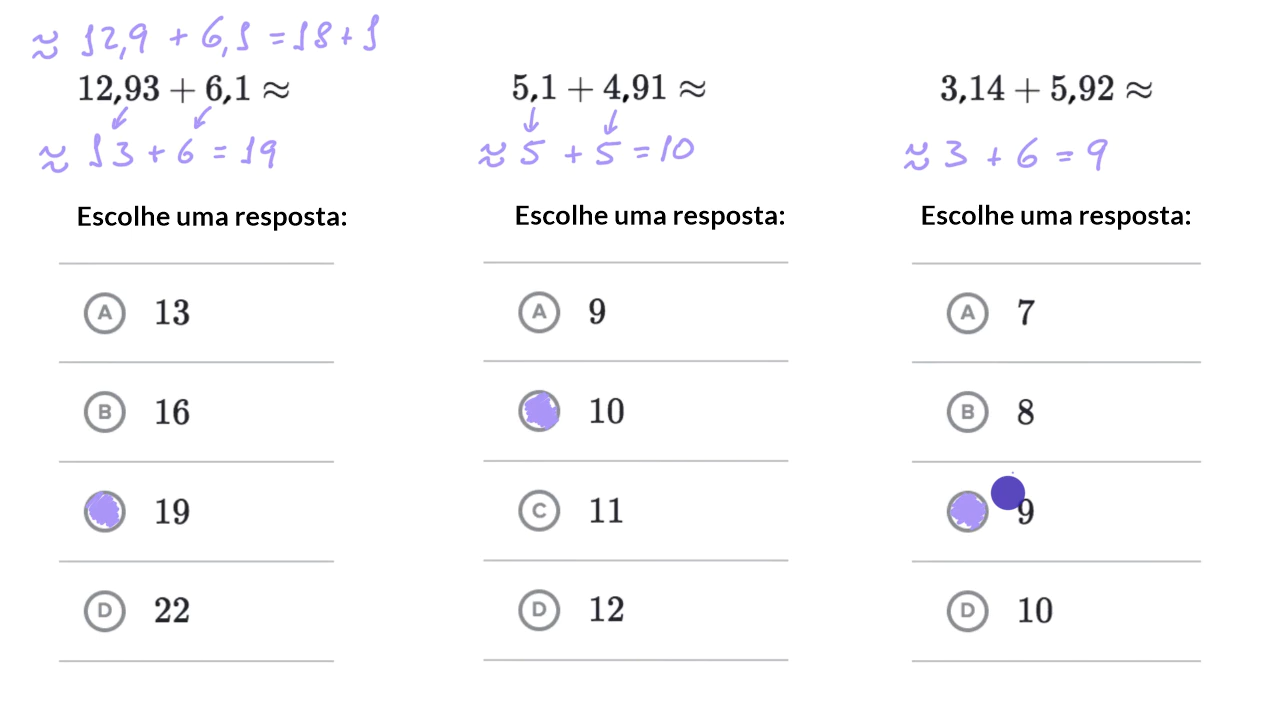 ≈ 12,9 + 6,1 = 18 + 1
12,93 + 6,1 ≈
≈ 13 + 6 = 19
Escolhe uma resposta:
A 13
B 16
19
D 22
5,1 + 4,91 ≈
≈ 5 + 5 = 10
Escolhe uma resposta:
A 9
10
C 11
D 12
3,14 + 5,92 ≈
≈ 3 + 6 = 9
Escolhe uma resposta:
A 7
B 8
9
D 10